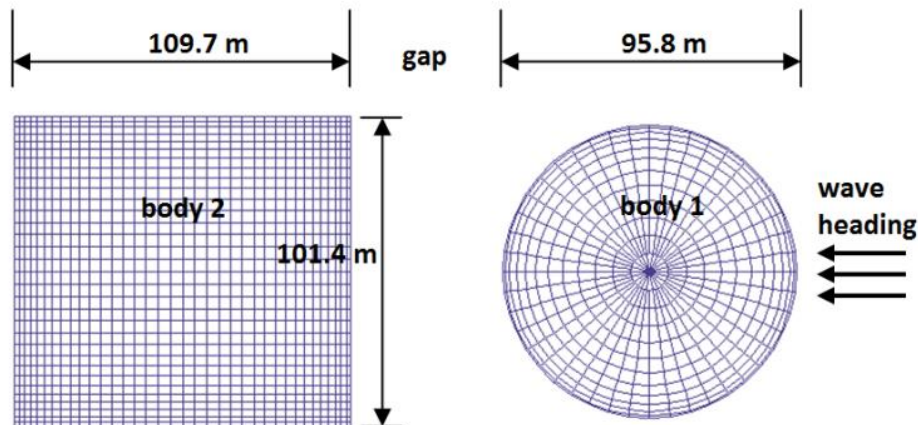 109.7 m
gap
95.8 m
body 2
101.4 m
body 1
wave
heading